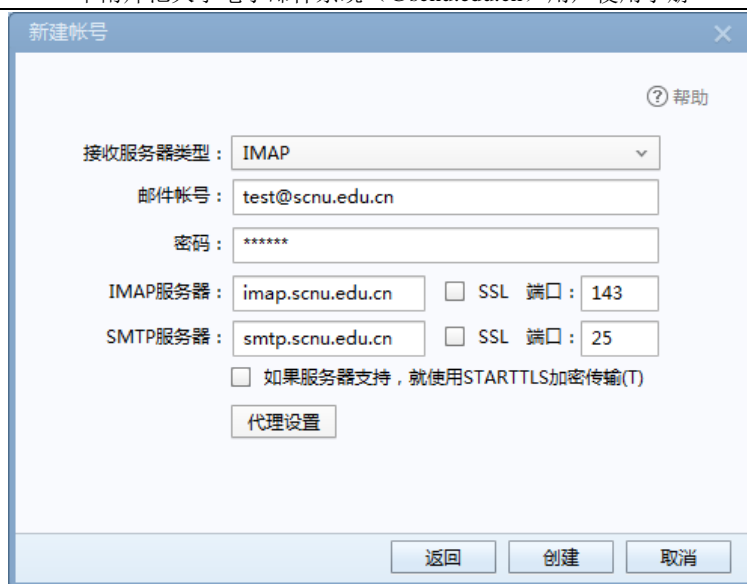 新建帐号
帮助
接收服务器类型： IMAP
邮件帐号： test@scnu.edu.cn
密码： ******
IMAP服务器： imap.scnu.edu.cn SSL 端口： 143
SMTP服务器： smtp.scnu.edu.cn SSL 端口： 25
如果服务器支持，就使用STARTTLS加密传输(T)
代理设置
返回 创建 取消